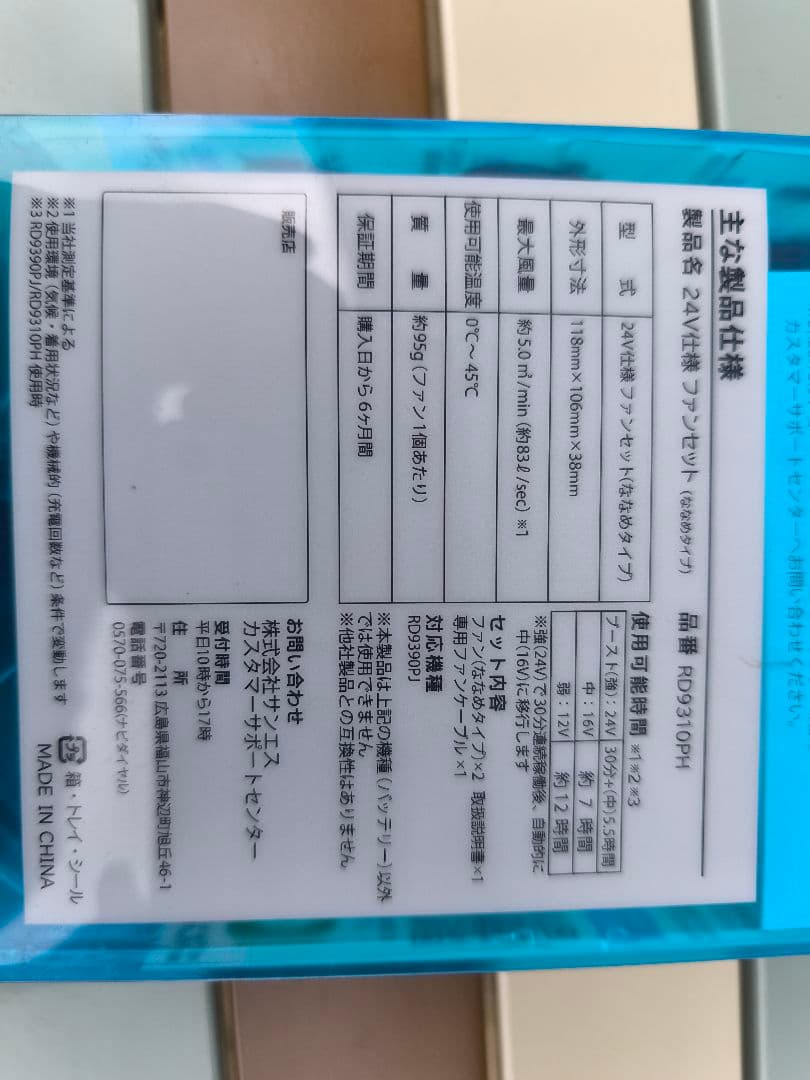 カスタマーサポートセンターへお問い合わせください。
主な製品仕様
製品名 24V仕様 ファンセット (ななめタイプ) 品番 RD9310PH
型 式 24V仕様 ファンセット(ななめタイプ)
外形寸法 118mm×106mm×38mm
最大風量 約5.0㎥/min (約83ℓ/sec) ※1
使用可能温度 0℃~45℃
質 量 約95g (ファン1個あたり)
保証期間 購入日から6ヶ月間
使用可能時間 ※1※2※3
ブースト(強):24V 30分+(中)5.5時間
中:16V 約 7 時間
弱:12V 約12時間
※強(24V)で30分連続稼働後、自動的に
中(16V)に移行します
セット内容
ファン(ななめタイプ)×2 取扱説明書×1
専用ファンケーブル×1
対応機種
RD9390PJ
※本製品は上記の機種(バッテリー)以外
では使用できません
※他社製品との互換性はありません
販売店
お問い合わせ
株式会社サンエス
カスタマーサポートセンター
受付時間
平日10時から17時
住 所
〒720-2113 広島県福山市神辺町旭丘46-1
電話番号
0570-075-566(ナビダイヤル)
※1 当社測定基準による
※2 使用環境(気候・着用状況など)や機械的(充電回数など)条件で変動します
※3 RD9390PJ/RD9310PH 使用時
プラ 箱・トレイ・シール
MADE IN CHINA